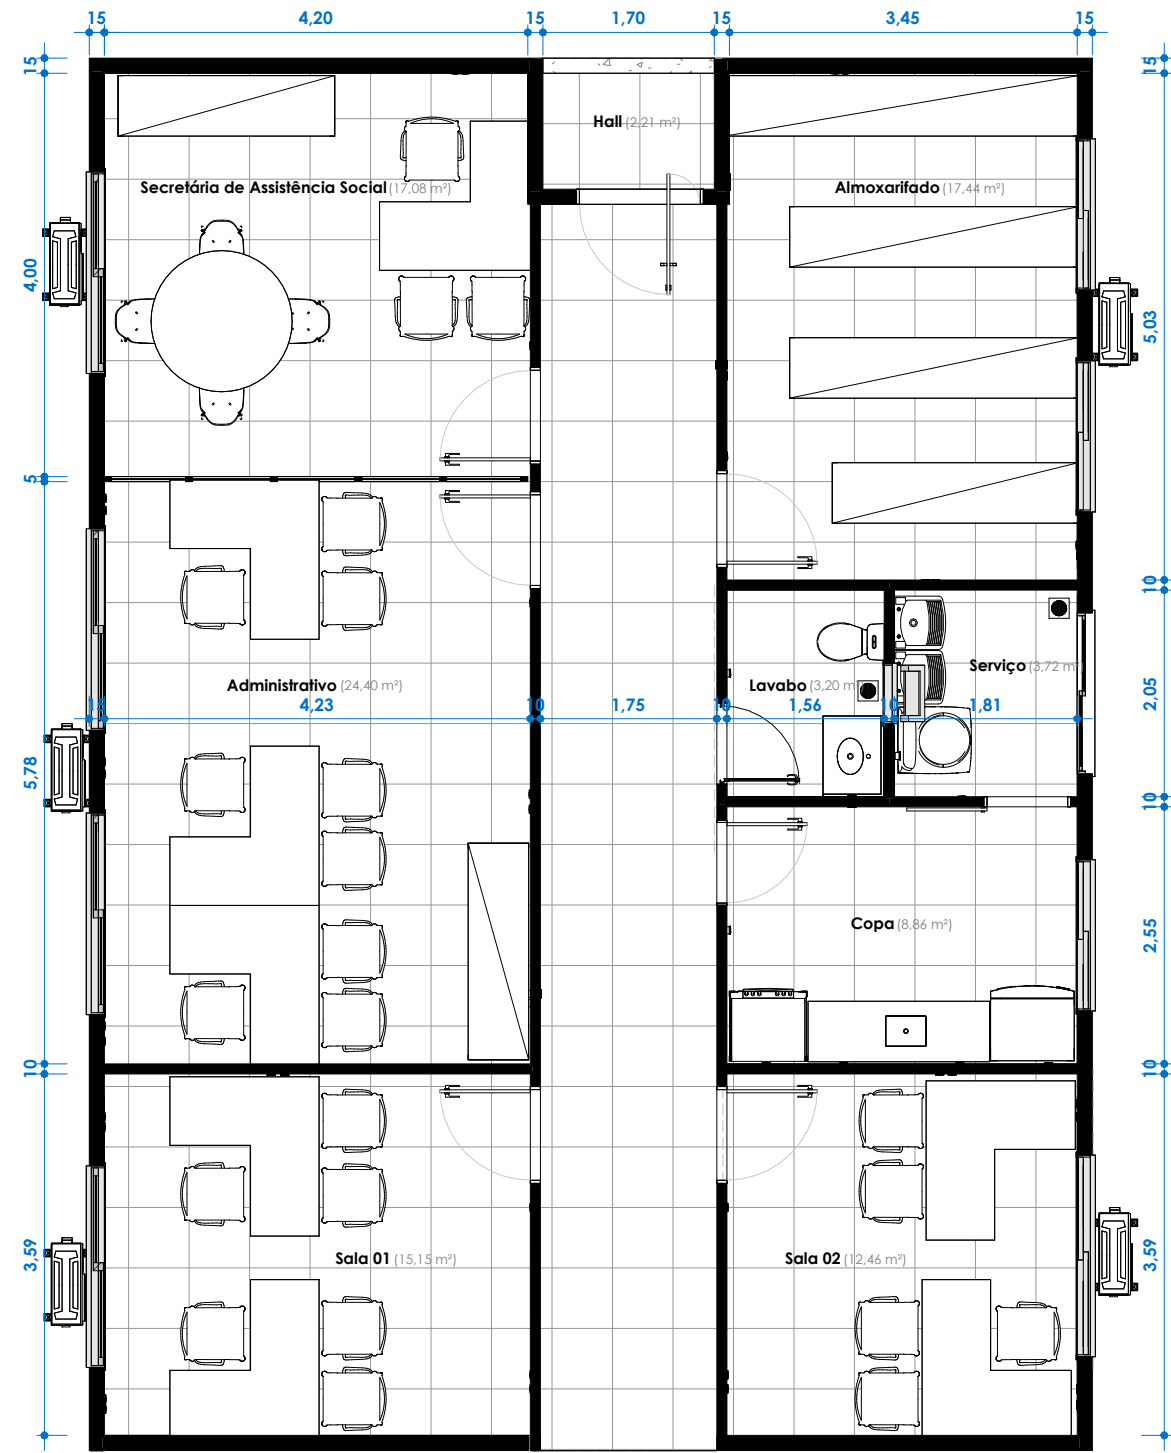 15 4,20 15 1,70 15 3,45 15
15
15
Hall (2,21 m²)
Secretária de Assistência Social (17,08 m²)
Almoxarifado (17,44 m²)
4,00
5,03
5
10
Serviço (3,72 m²
Administrativo (24,40 m²)
Lavabo (3,20 m²
15 4,23 10 1,75 10 1,56 10 1,81
2,05
5,78
10
Copa (8,86 m²)
2,55
10
10
Sala 01 (15,15 m²)
Sala 02 (12,46 m²)
3,59
3,59